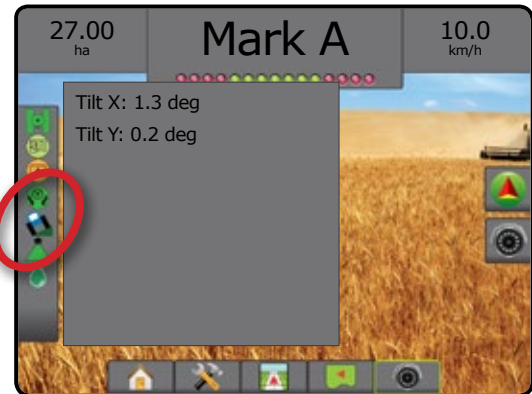 27.00
ha
Mark A
10.0
km/h
Tilt X: 1.3 deg
Tilt Y: 0.2 deg